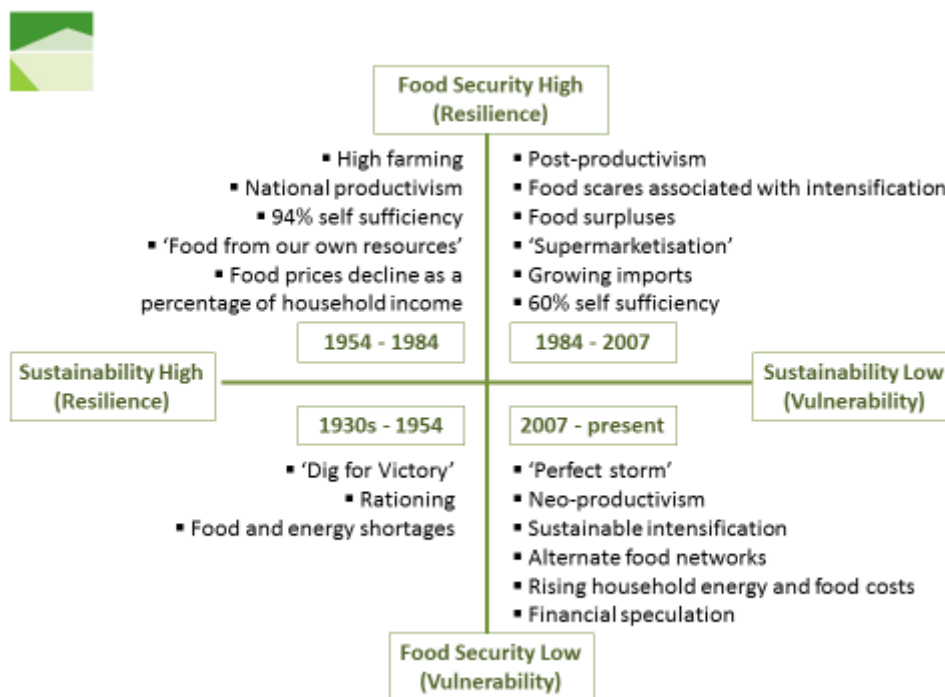 Food Security High
(Resilience)
▪ High farming
▪ National productivism
▪ 94% self sufficiency
▪ ‘Food from our own resources’
▪ Food prices decline as a
percentage of household income
1954 - 1984
▪ Post-productivism
▪ Food scares associated with intensification
▪ Food surpluses
▪ ‘Supermarketisation’
▪ Growing imports
▪ 60% self sufficiency
1984 - 2007
Sustainability High
(Resilience)
Sustainability Low
(Vulnerability)
1930s - 1954
▪ ‘Dig for Victory’
▪ Rationing
▪ Food and energy shortages
2007 - present
▪ ‘Perfect storm’
▪ Neo-productivism
▪ Sustainable intensification
▪ Alternate food networks
▪ Rising household energy and food costs
▪ Financial speculation
Food Security Low
(Vulnerability)